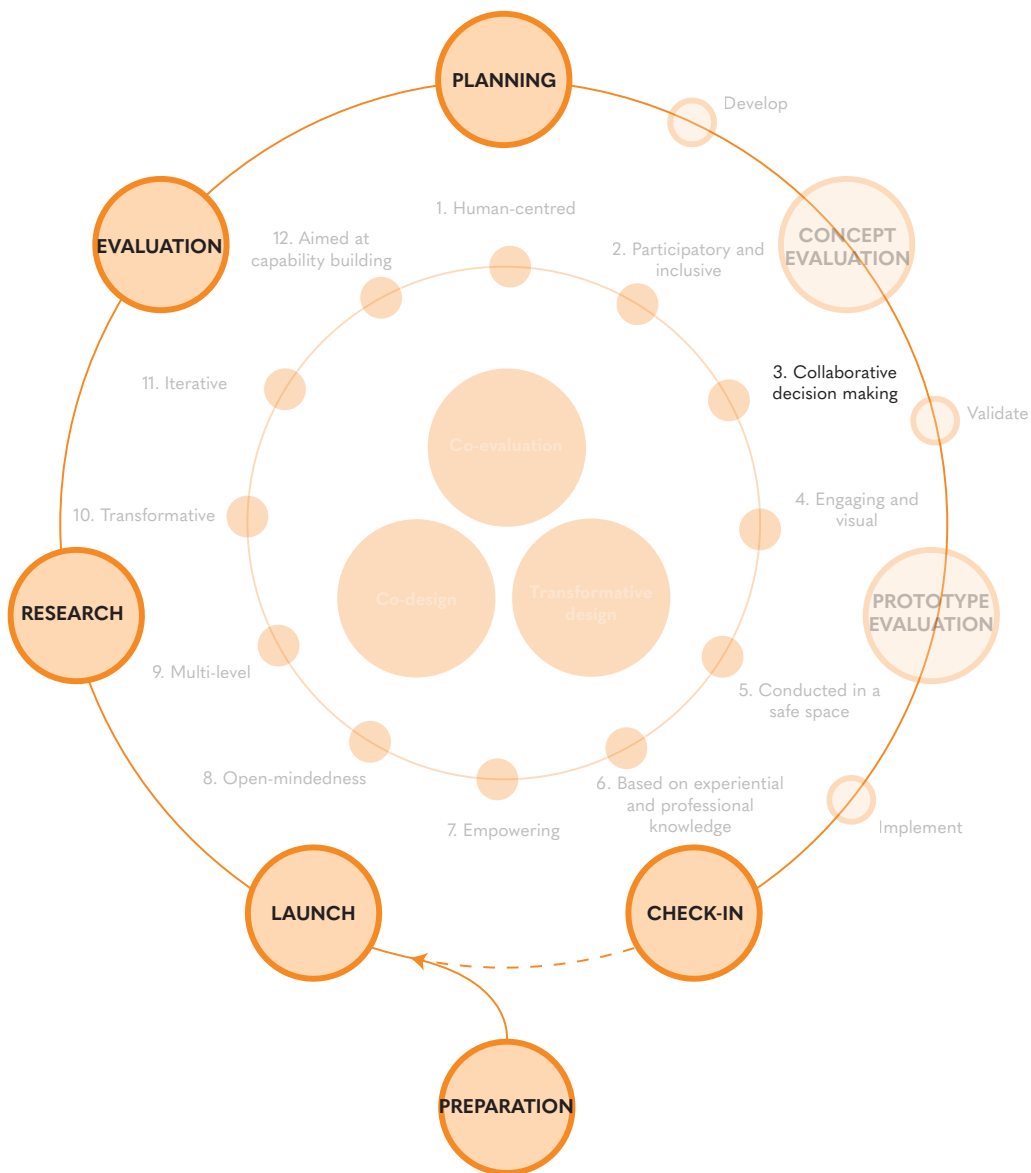 PLANNING
Develop
EVALUATION
CONCEPT
EVALUATION
1. Human-centred
12. Aimed at
capability building
2. Participatory and
inclusive
11. Iterative
3. Collaborative
decision making
Validate
Co-evaluation
10. Transformative
4. Engaging and
visual
Co-design
Transformative
design
RESEARCH
PROTOTYPE
EVALUATION
9. Multi-level
5. Conducted in a
safe space
8. Open-mindedness
6. Based on experiential
and professional
knowledge
7. Empowering
Implement
LAUNCH
CHECK-IN
PREPARATION